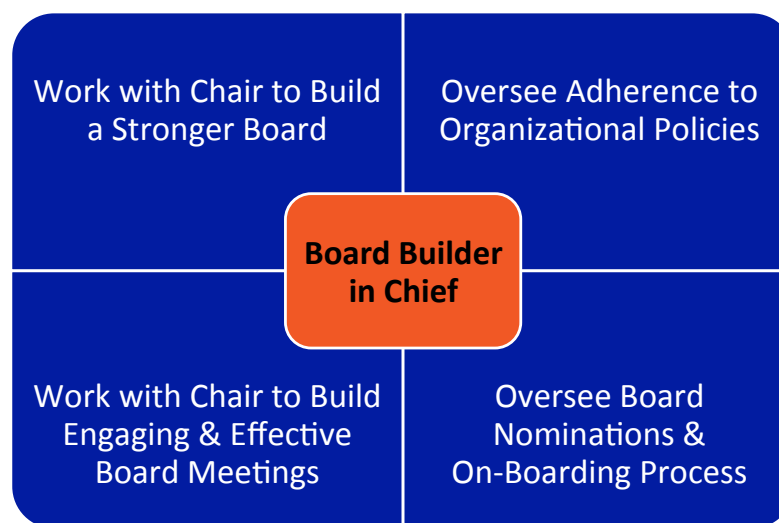 Work with Chair to Build
a Stronger Board
Oversee Adherence to
Organizational Policies
Board Builder
in Chief
Work with Chair to Build
Engaging & Effective
Board Meetings
Oversee Board
Nominations &
On-Boarding Process